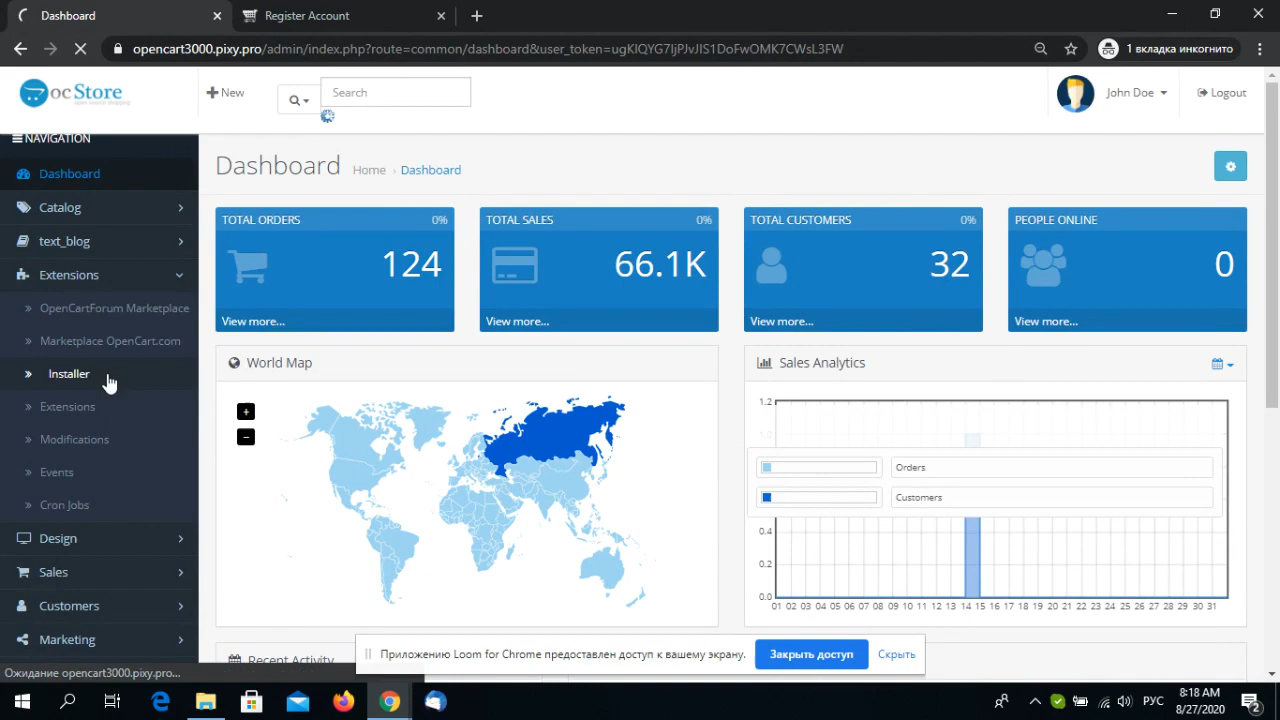 Dashboard
Register Account
opencart3000.pixy.pro/admin/index.php?route=common/dashboard&user_token=ugKlQYG7ljPJvJIS1DoFwOMK7CWsL3FW
1 вкладка инкогнито
ocStore
open source shopping
New
Search
John Doe
Logout
NAVIGATION
Dashboard
Catalog
text_blog
Extensions
OpenCartForum Marketplace
Marketplace OpenCart.com
Installer
Extensions
Modifications
Events
Cron Jobs
Design
Sales
Customers
Marketing
Dashboard
Home › Dashboard
TOTAL ORDERS 0%
124
View more...
TOTAL SALES 0%
66.1K
View more...
TOTAL CUSTOMERS 0%
32
View more...
PEOPLE ONLINE
0
View more...
World Map
+
−
Sales Analytics
1.2
1.0
Orders
Customers
0.4
0.2
0.0
01 02 03 04 05 06 07 08 09 10 11 12 13 14 15 16 17 18 19 20 21 22 23 24 25 26 27 28 29 30 31
Recent Activity
Приложению Loom for Chrome предоставлен доступ к вашему экрану.
Закрыть доступ
Скрыть
Ожидание opencart3000.pixy.pro...
РУС
8:18 AM
8/27/2020
2